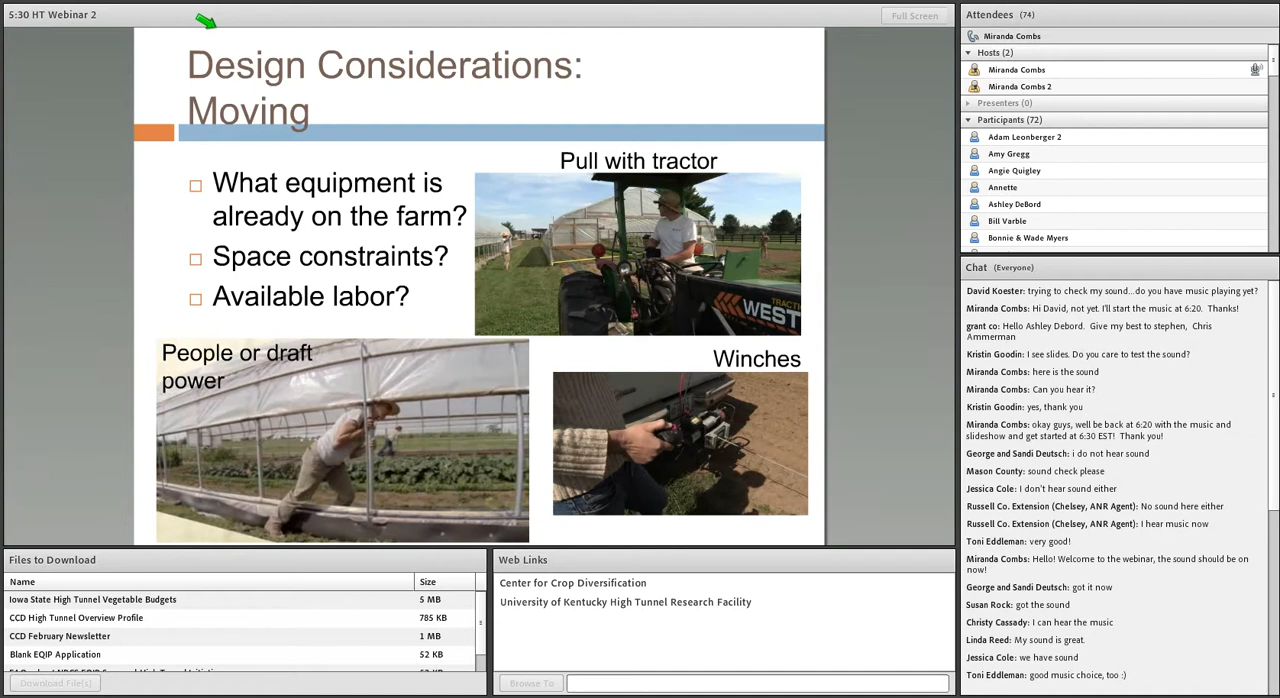 5:30 HT Webinar 2
Full Screen
Design Considerations:
Moving
What equipment is
already on the farm?
Space constraints?
Available labor?
Pull with tractor
WEST
People or draft
power
Winches
Files to Download
Name
Size
Iowa State High Tunnel Vegetable Budgets
5 MB
CCD High Tunnel Overview Profile
785 KB
CCD February Newsletter
1 MB
Blank EQIP Application
52 KB
Download File(s)
Web Links
Center for Crop Diversification
University of Kentucky High Tunnel Research Facility
Browse To
Attendees (74)
Miranda Combs
Hosts (2)
Miranda Combs
Miranda Combs 2
Presenters (0)
Participants (72)
Adam Leonberger 2
Amy Gregg
Angie Quigley
Annette
Ashley DeBord
Bill Varble
Bonnie & Wade Myers
Chat (Everyone)
David Koester: trying to check my sound...do you have music playing yet?
Miranda Combs: Hi David, not yet. I'll start the music at 6:20. Thanks!
grant co: Hello Ashley Debord. Give my best to stephen, Chris
Ammerman
Kristin Goodin: I see slides. Do you care to test the sound?
Miranda Combs: here is the sound
Miranda Combs: Can you hear it?
Kristin Goodin: yes, thank you
Miranda Combs: okay guys, well be back at 6:20 with the music and
slideshow and get started at 6:30 EST! Thank you!
George and Sandi Deutsch: i do not hear sound
Mason County: sound check please
Jessica Cole: I don't hear sound either
Russell Co. Extension (Chelsey, ANR Agent): No sound here either
Russell Co. Extension (Chelsey, ANR Agent): I hear music now
Toni Eddleman: very good!
Miranda Combs: Hello! Welcome to the webinar, the sound should be on
now!
George and Sandi Deutsch: got it now
Susan Rock: got the sound
Christy Cassady: I can hear the music
Linda Reed: My sound is great.
Jessica Cole: we have sound
Toni Eddleman: good music choice, too :)